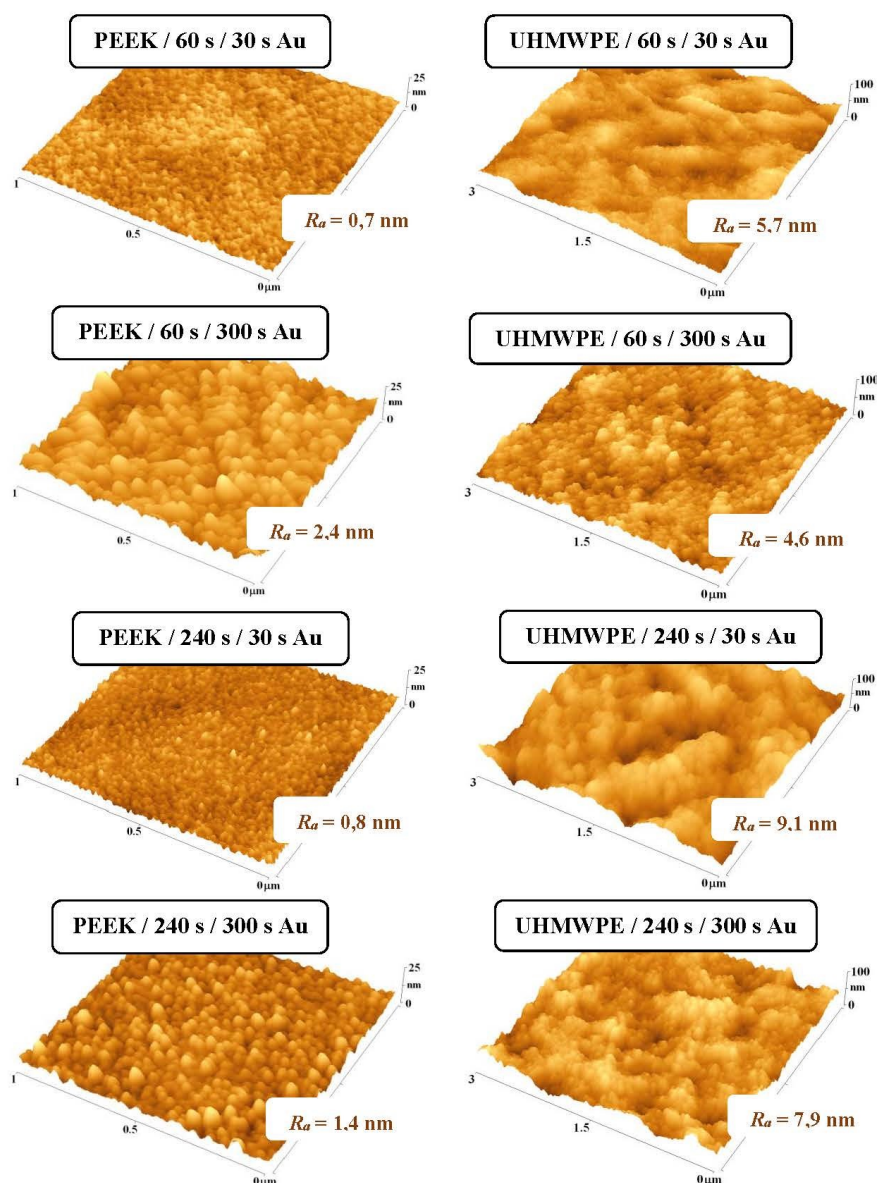 PEEK / 60 s / 30 s Au
25
nm
0
1
0.5
0µm
Ra = 0,7 nm
UHMWPE / 60 s / 30 s Au
100
nm
0
3
1.5
0µm
Ra = 5,7 nm
PEEK / 60 s / 300 s Au
25
nm
0
1
0.5
0µm
Ra = 2,4 nm
UHMWPE / 60 s / 300 s Au
100
nm
0
3
1.5
0µm
Ra = 4,6 nm
PEEK / 240 s / 30 s Au
25
nm
0
1
0.5
0µm
Ra = 0,8 nm
UHMWPE / 240 s / 30 s Au
100
nm
0
3
1.5
0µm
Ra = 9,1 nm
PEEK / 240 s / 300 s Au
25
nm
0
1
0.5
0µm
Ra = 1,4 nm
UHMWPE / 240 s / 300 s Au
100
nm
0
3
1.5
0µm
Ra = 7,9 nm